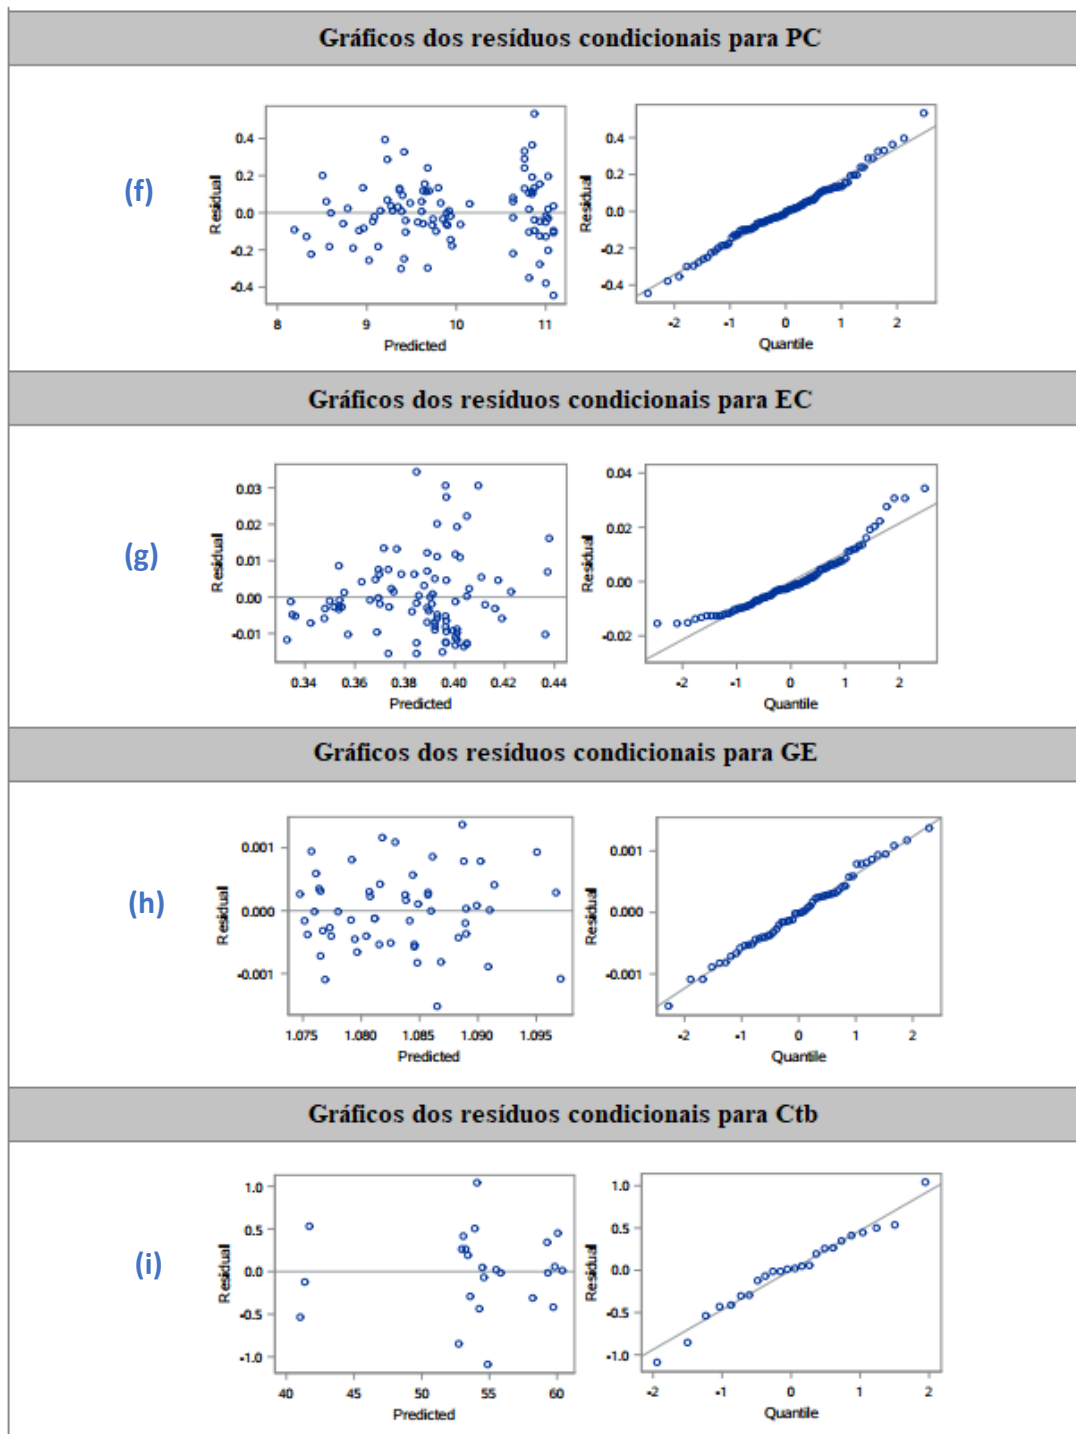 Gráficos dos resíduos condicionais para PC
(f)
Residual
0.4
0.2
0.0
-0.2
-0.4
8 9 10 11
Predicted
Residual
0.4
0.2
0.0
-0.2
-0.4
-2 -1 0 1 2
Quantile
Gráficos dos resíduos condicionais para EC
(g)
Residual
0.03
0.02
0.01
0.00
-0.01
0.34 0.36 0.38 0.40 0.42 0.44
Predicted
Residual
0.04
0.02
0.00
-0.02
-2 -1 0 1 2
Quantile
Gráficos dos resíduos condicionais para GE
(h)
Residual
0.001
0.000
-0.001
1.075 1.080 1.085 1.090 1.095
Predicted
Residual
0.001
0.000
-0.001
-2 -1 0 1 2
Quantile
Gráficos dos resíduos condicionais para Ctb
(i)
Residual
1.0
0.5
0.0
-0.5
-1.0
40 45 50 55 60
Predicted
Residual
1.0
0.5
0.0
-0.5
-1.0
-2 -1 0 1 2
Quantile